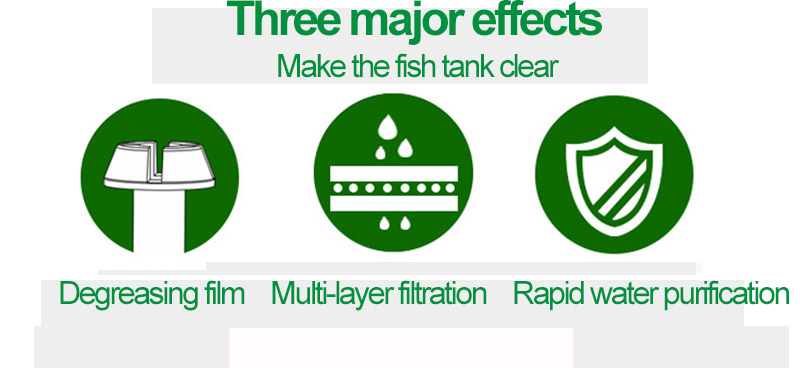 Three major effects
Make the fish tank clear
Degreasing film Multi-layer filtration Rapid water purification